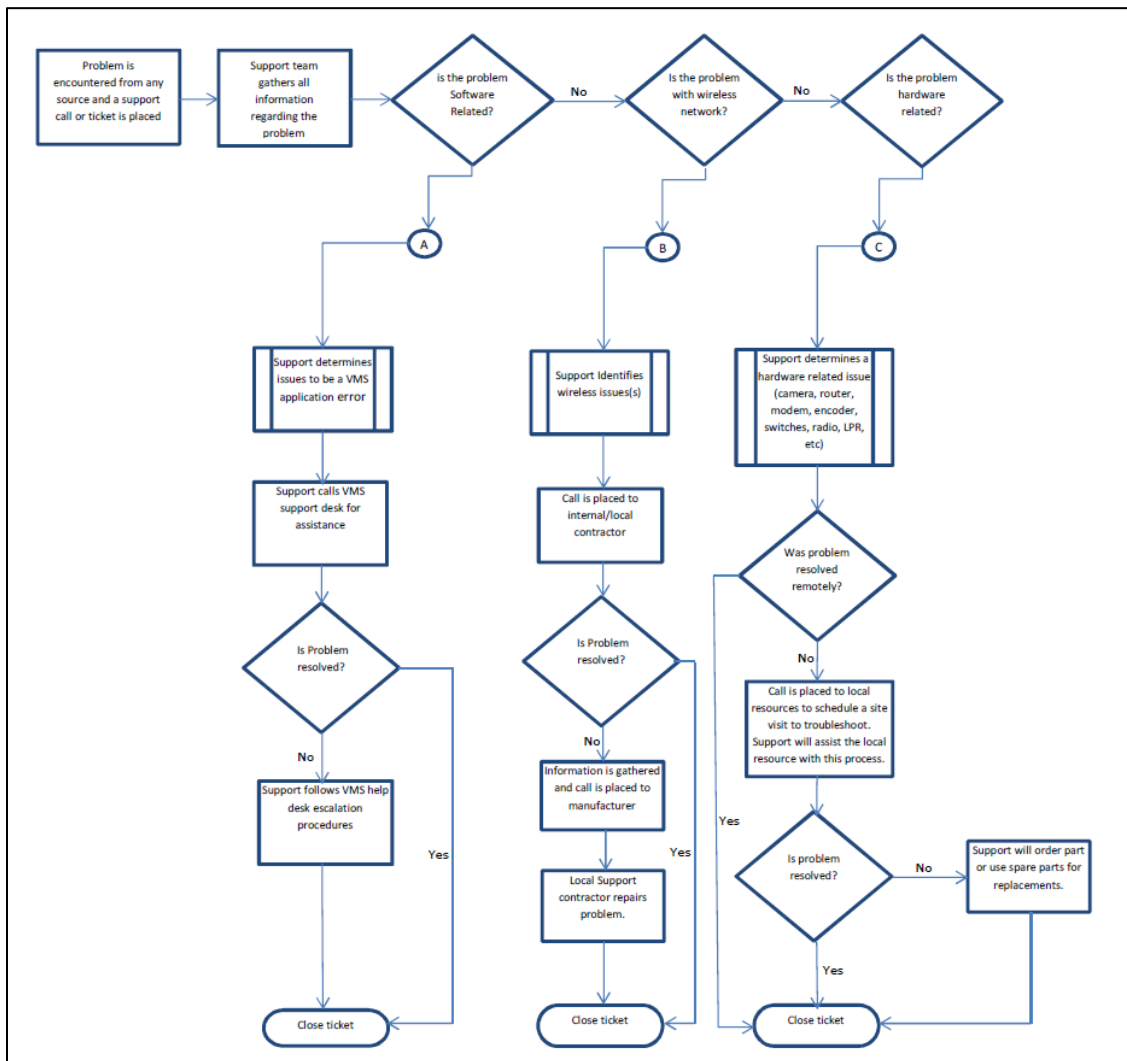 Problem is
encountered from any
source and a support
call or ticket is placed
Support team
gathers all
information
regarding the
problem
is the problem
Software
Related?
No
Is the problem
with wireless
network?
No
Is the problem
hardware
related?
A
B
C
Support determines
issues to be a VMS
application error
Support calls VMS
support desk for
assistance
Is Problem
resolved?
No
Support follows VMS help
desk escalation
procedures
Yes
Close ticket
Support Identifies
wireless issues(s)
Call is placed to
internal/local
contractor
Is Problem
resolved?
No
Information is gathered
and call is placed to
manufacturer
Yes
Local Support
contractor repairs
problem.
Close ticket
Support determines a
hardware related issue
(camera, router,
modem, encoder,
switches, radio, LPR,
etc)
Was problem
resolved
remotely?
No
Call is placed to local
resources to schedule a site
visit to troubleshoot.
Support will assist the local
resource with this process.
Yes
Is problem
resolved?
No
Support will order part
or use spare parts for
replacements.
Yes
Close ticket